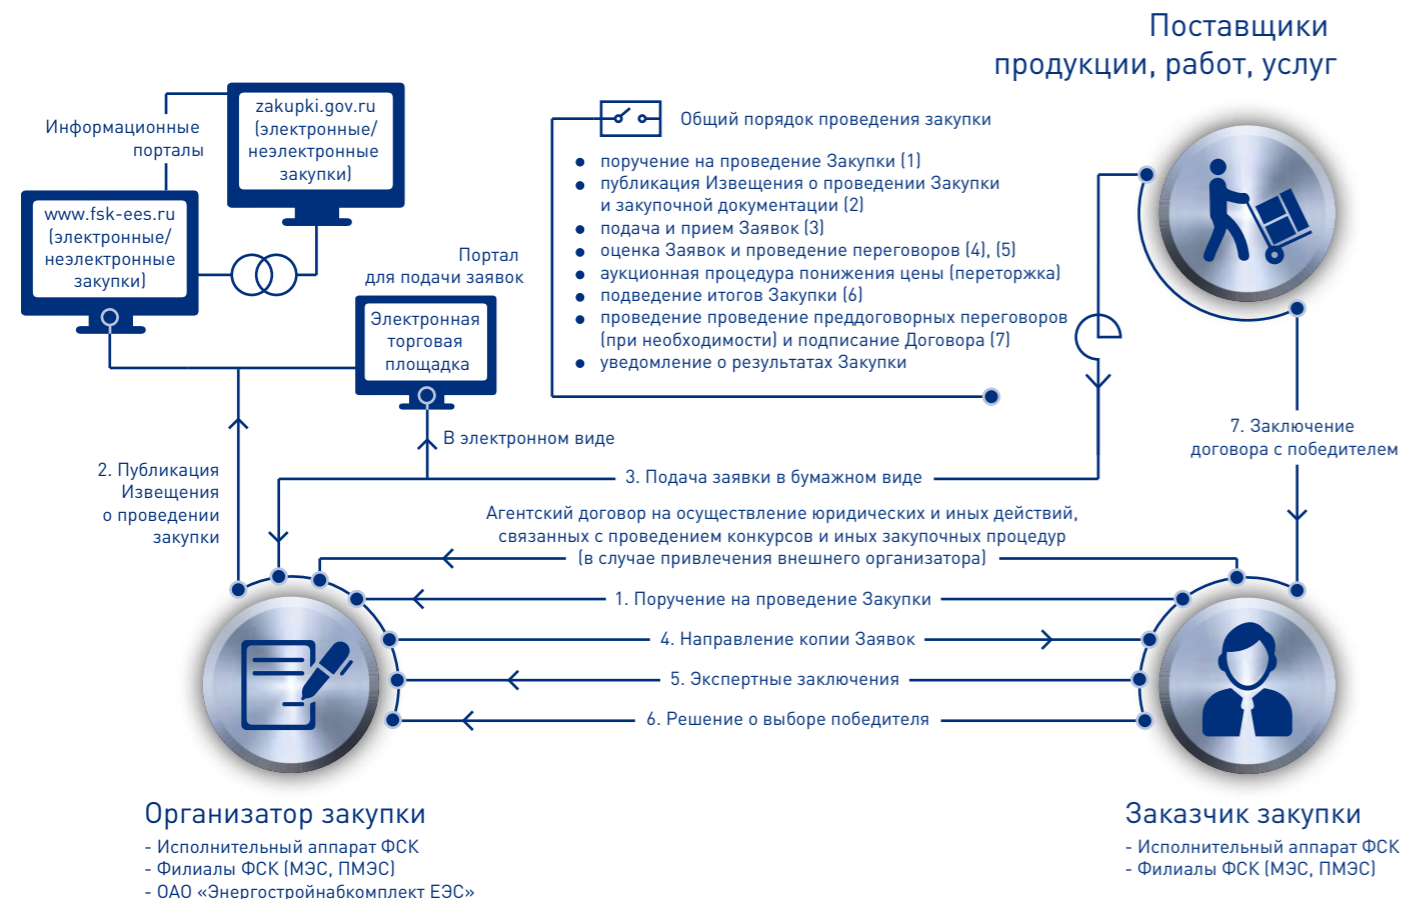 Поставщики
продукции, работ, услуг
Информационные
порталы
zakupki.gov.ru
(электронные/
неэлектронные
закупки)
www.fsk-ees.ru
(электронные/
неэлектронные
закупки)
Портал
для подачи заявок
Электронная
торговая
площадка
Общий порядок проведения закупки
● поручение на проведение Закупки (1)
● публикация Извещения о проведении Закупки
и закупочной документации (2)
● подача и прием Заявок (3)
● оценка Заявок и проведение переговоров (4), (5)
● аукционная процедура понижения цены (переторжка)
● подведение итогов Закупки (6)
● проведение проведение преддоговорных переговоров
(при необходимости) и подписание Договора (7)
● уведомление о результатах Закупки
7. Заключение
договора с победителем
В электронном виде
2. Публикация
Извещения
о проведении
закупки
3. Подача заявки в бумажном виде
Агентский договор на осуществление юридических и иных действий,
связанных с проведением конкурсов и иных закупочных процедур
(в случае привлечения внешнего организатора)
1. Поручение на проведение Закупки
4. Направление копии Заявок
5. Экспертные заключения
6. Решение о выборе победителя
Организатор закупки
- Исполнительный аппарат ФСК
- Филиалы ФСК (МЭС, ПМЭС)
- ОАО «Энергостройнабкомплект ЕЭС»
Заказчик закупки
- Исполнительный аппарат ФСК
- Филиалы ФСК (МЭС, ПМЭС)